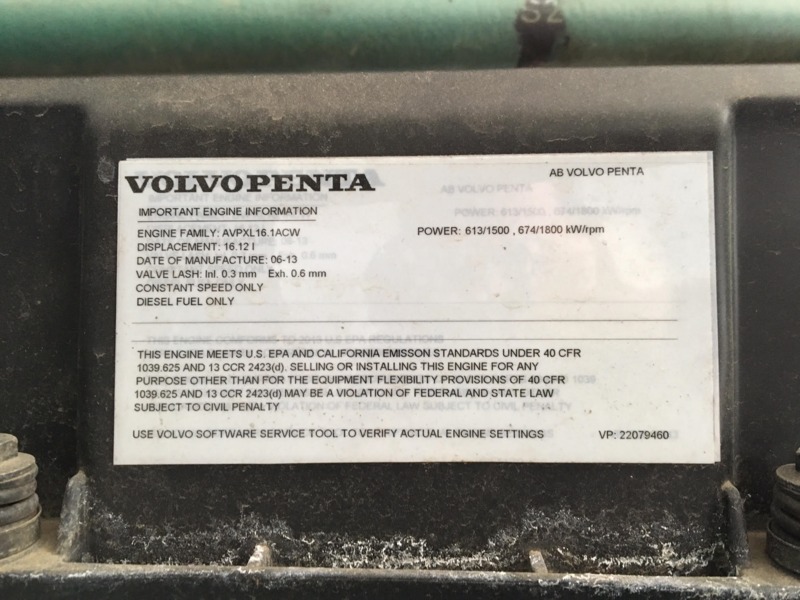 S2
VOLVO PENTA
AB VOLVO PENTA
IMPORTANT ENGINE INFORMATION
ENGINE FAMILY: AVPXL16.1ACW
POWER: 613/1500 , 674/1800 kW/rpm
DISPLACEMENT: 16.12 l
DATE OF MANUFACTURE: 06-13
VALVE LASH: Inl. 0.3 mm Exh. 0.6 mm
CONSTANT SPEED ONLY
DIESEL FUEL ONLY
THIS ENGINE MEETS U.S. EPA AND CALIFORNIA EMISSON STANDARDS UNDER 40 CFR
1039.625 AND 13 CCR 2423(d). SELLING OR INSTALLING THIS ENGINE FOR ANY
PURPOSE OTHER THAN FOR THE EQUIPMENT FLEXIBILITY PROVISIONS OF 40 CFR
1039.625 AND 13 CCR 2423(d) MAY BE A VIOLATION OF FEDERAL AND STATE LAW
SUBJECT TO CIVIL PENALTY
USE VOLVO SOFTWARE SERVICE TOOL TO VERIFY ACTUAL ENGINE SETTINGS
VP: 22079460